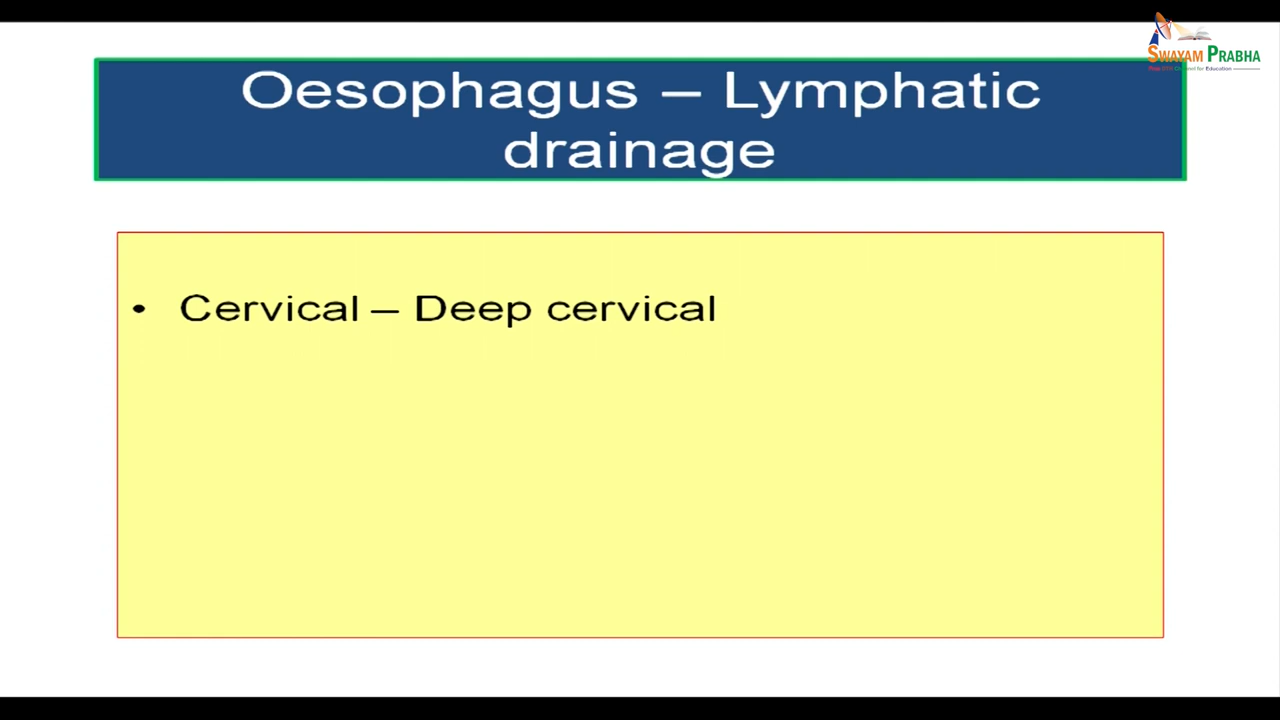 SWAYAM PRABHA
Oesophagus – Lymphatic
drainage
• Cervical – Deep cervical